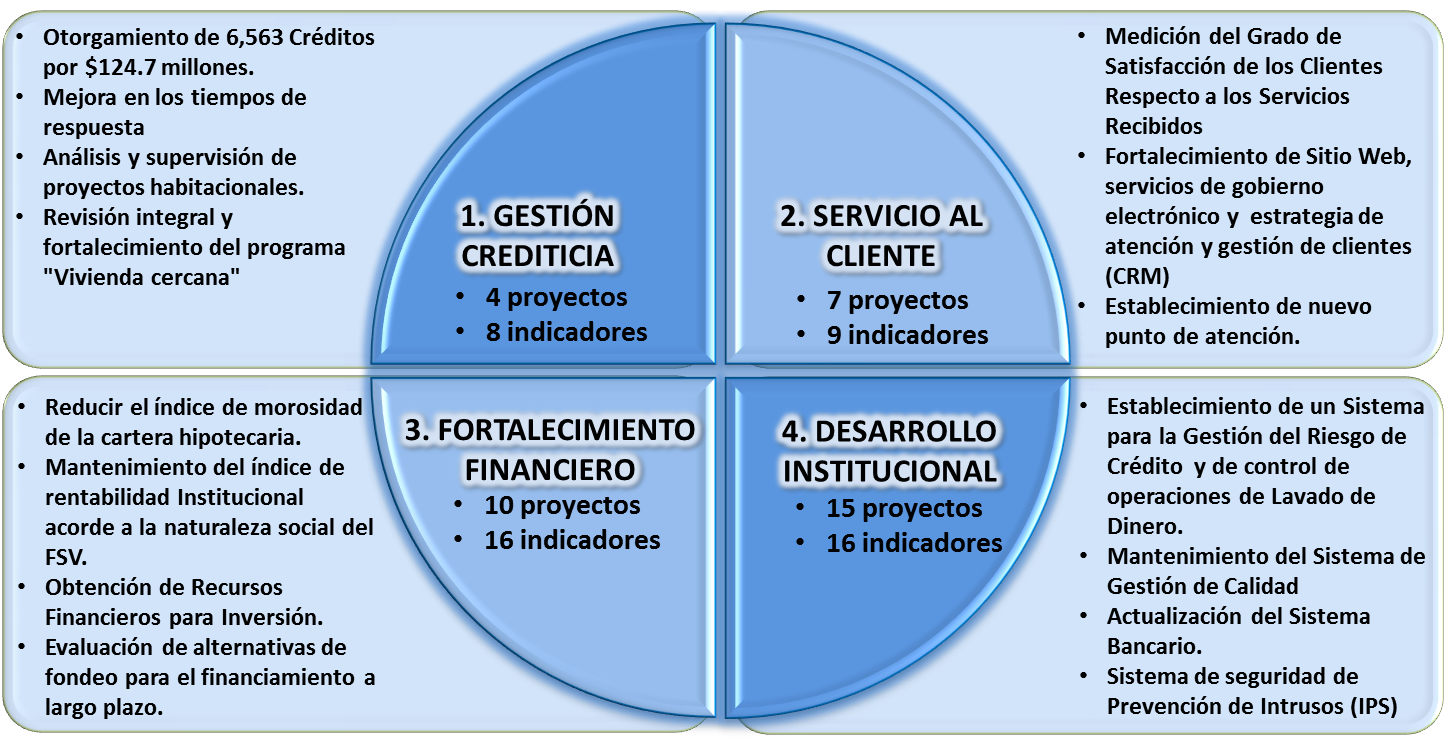 • Otorgamiento de 6,563 Créditos
por $124.7 millones.
• Mejora en los tiempos de
respuesta
• Análisis y supervisión de
proyectos habitacionales.
• Revisión integral y
fortalecimiento del programa
"Vivienda cercana"
1. GESTIÓN
CREDITICIA
• 4 proyectos
• 8 indicadores
2. SERVICIO AL
CLIENTE
• 7 proyectos
• 9 indicadores
• Medición del Grado de
Satisfacción de los Clientes
Respecto a los Servicios
Recibidos
• Fortalecimiento de Sitio Web,
servicios de gobierno
electrónico y estrategia de
atención y gestión de clientes
(CRM)
• Establecimiento de nuevo
punto de atención.
• Reducir el índice de morosidad
de la cartera hipotecaria.
• Mantenimiento del índice de
rentabilidad Institucional
acorde a la naturaleza social del
FSV.
• Obtención de Recursos
Financieros para Inversión.
• Evaluación de alternativas de
fondeo para el financiamiento a
largo plazo.
3. FORTALECIMIENTO
FINANCIERO
• 10 proyectos
• 16 indicadores
4. DESARROLLO
INSTITUCIONAL
• 15 proyectos
• 16 indicadores
• Establecimiento de un Sistema
para la Gestión del Riesgo de
Crédito y de control de
operaciones de Lavado de
Dinero.
• Mantenimiento del Sistema de
Gestión de Calidad
• Actualización del Sistema
Bancario.
• Sistema de seguridad de
Prevención de Intrusos (IPS)